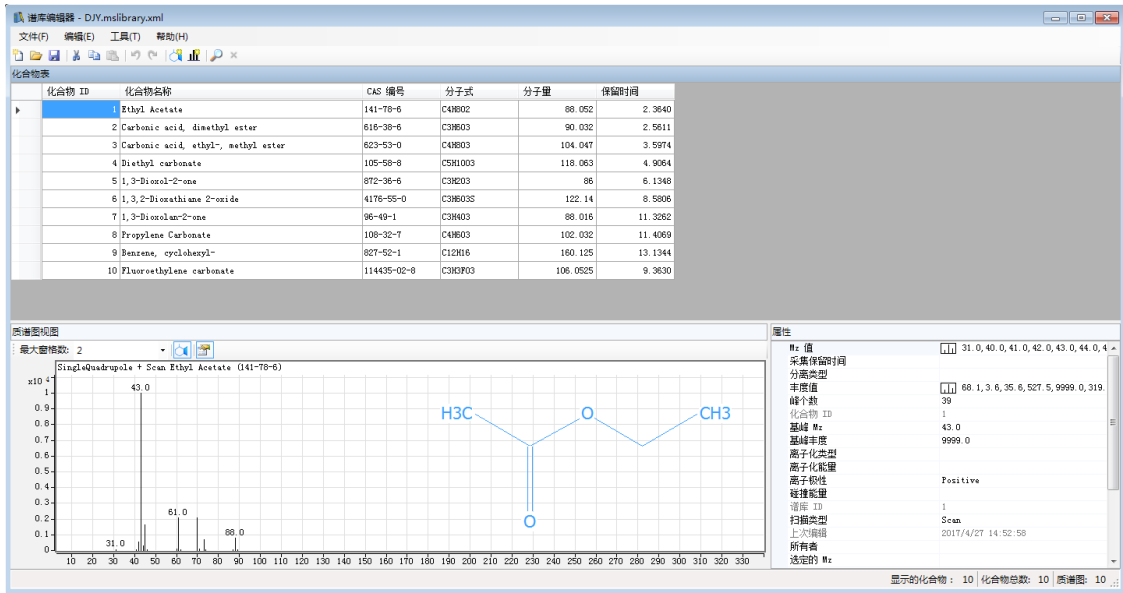 谱库编辑器 - DJY.mslibrary.xml
文件(F) 编辑(E) 工具(T) 帮助(H)
化合物表
化合物 ID 化合物名称 CAS 编号 分子式 分子量 保留时间
1 Ethyl Acetate 141-78-6 C4H8O2 88.052 2.3640
2 Carbonic acid, dimethyl ester 616-38-6 C3H6O3 90.032 2.5611
3 Carbonic acid, ethyl-, methyl ester 623-53-0 C4H8O3 104.047 3.5974
4 Diethyl carbonate 105-58-8 C5H10O3 118.063 4.9064
5 1,3-Dioxol-2-one 872-36-6 C3H2O3 86 6.1348
6 1,3,2-Dioxathiane 2-oxide 4176-55-0 C3H6O3S 122.14 8.5806
7 1,3-Dioxolan-2-one 96-49-1 C3H4O3 88.016 11.3262
8 Propylene Carbonate 108-32-7 C4H6O3 102.032 11.4069
9 Benzene, cyclohexyl- 827-52-1 C12H16 160.125 13.1344
10 Fluoroethylene carbonate 114435-02-8 C3H3FO3 106.0525 9.3630
质谱图视图
最大窗格数: 2
SingleQuadrupole + Scan Ethyl Acetate (141-78-6)
x10 4
1
0.9
0.8
0.7
0.6
0.5
0.4
0.3
0.2
0.1
0
43.0
61.0
88.0
31.0
H3C O CH3
O
10 20 30 40 50 60 70 80 90 100 110 120 130 140 150 160 170 180 190 200 210 220 230 240 250 260 270 280 290 300 310 320 330
属性
Mz 值 31.0,40.0,41.0,42.0,43.0,44.0,4
采集保留时间
分离类型
丰度值 68.1,3.6,35.6,527.5,9999.0,319.
峰个数 39
化合物 ID 1
基峰 Mz 43.0
基峰丰度 9999.0
离子化类型
离子化能量
离子极性 Positive
碰撞能量
谱库 ID 1
扫描类型 Scan
上次编辑 2017/4/27 14:52:58
所有者
选定的 Mz
显示的化合物: 10 化合物总数: 10 质谱图: 10